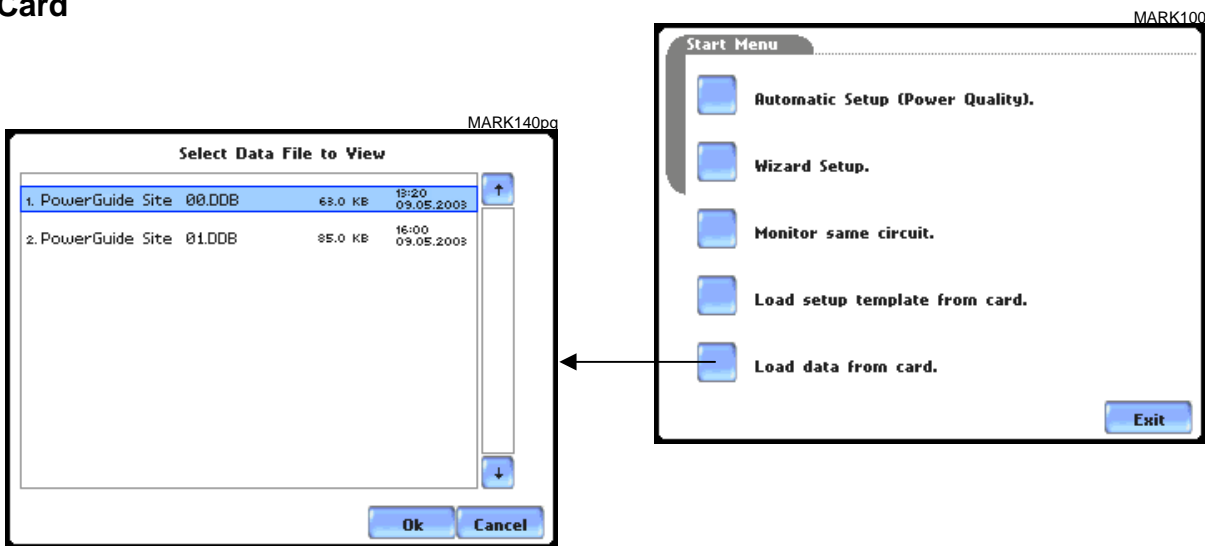 Card
MARK100
Start Menu
Automatic Setup (Power Quality).
Wizard Setup.
Monitor same circuit.
Load setup template from card.
Load data from card.
Exit
MARK140pq
Select Data File to View
1. PowerGuide Site 00.DDB 63.0 KB 13:20 09.05.2003
2. PowerGuide Site 01.DDB 85.0 KB 16:00 09.05.2003
Ok Cancel